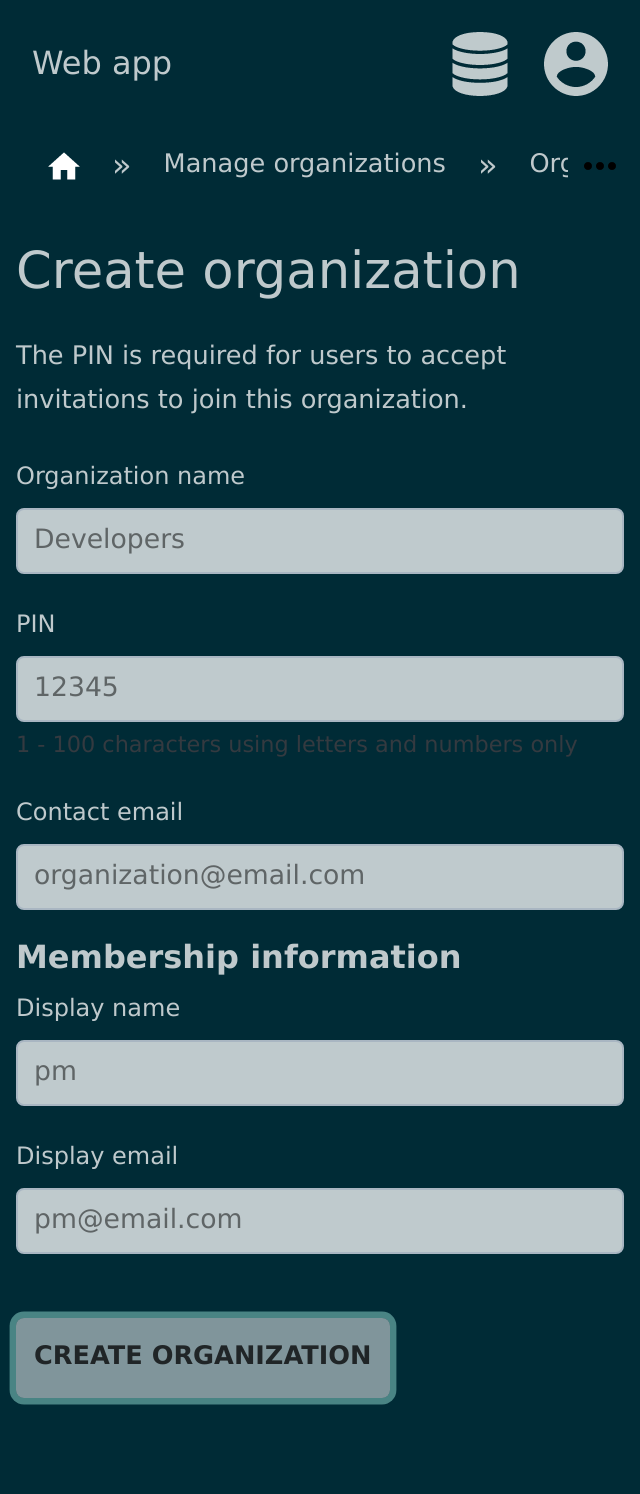 Web app
» Manage organizations » Org
Create organization
The PIN is required for users to accept
invitations to join this organization.
Organization name
Developers
PIN
12345
1 - 100 characters using letters and numbers only
Contact email
organization@email.com
Membership information
Display name
pm
Display email
pm@email.com
CREATE ORGANIZATION